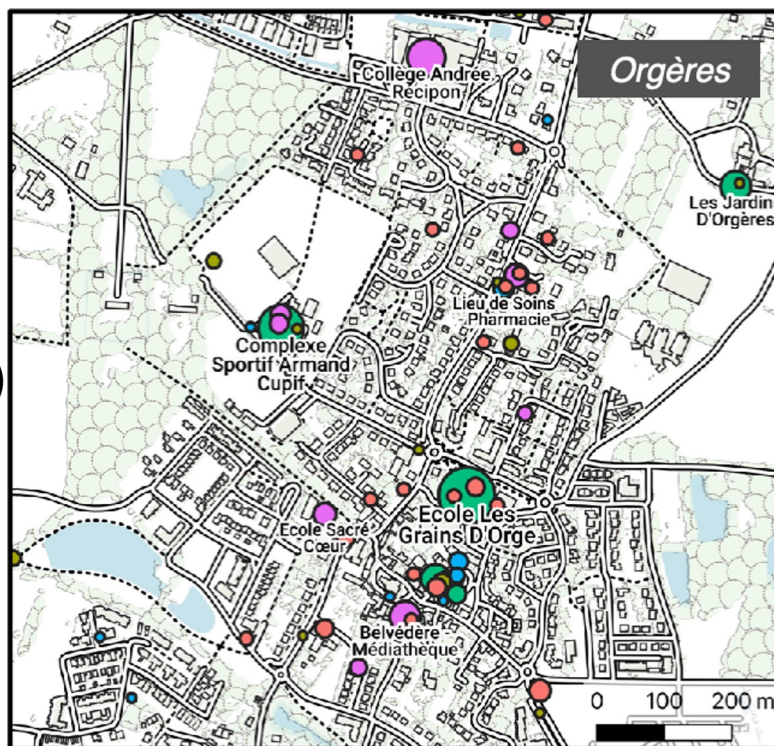 Orgères
Collège Andrée
Récipon
Les Jardins
D'Orgères
Lieu de Soins
Pharmacie
Complexe
Sportif Armand
Cupif
Ecole Les
Grains D'Orge
Ecole Sacré
Cœur
Belvédère
Médiathèque
0 100 200 m